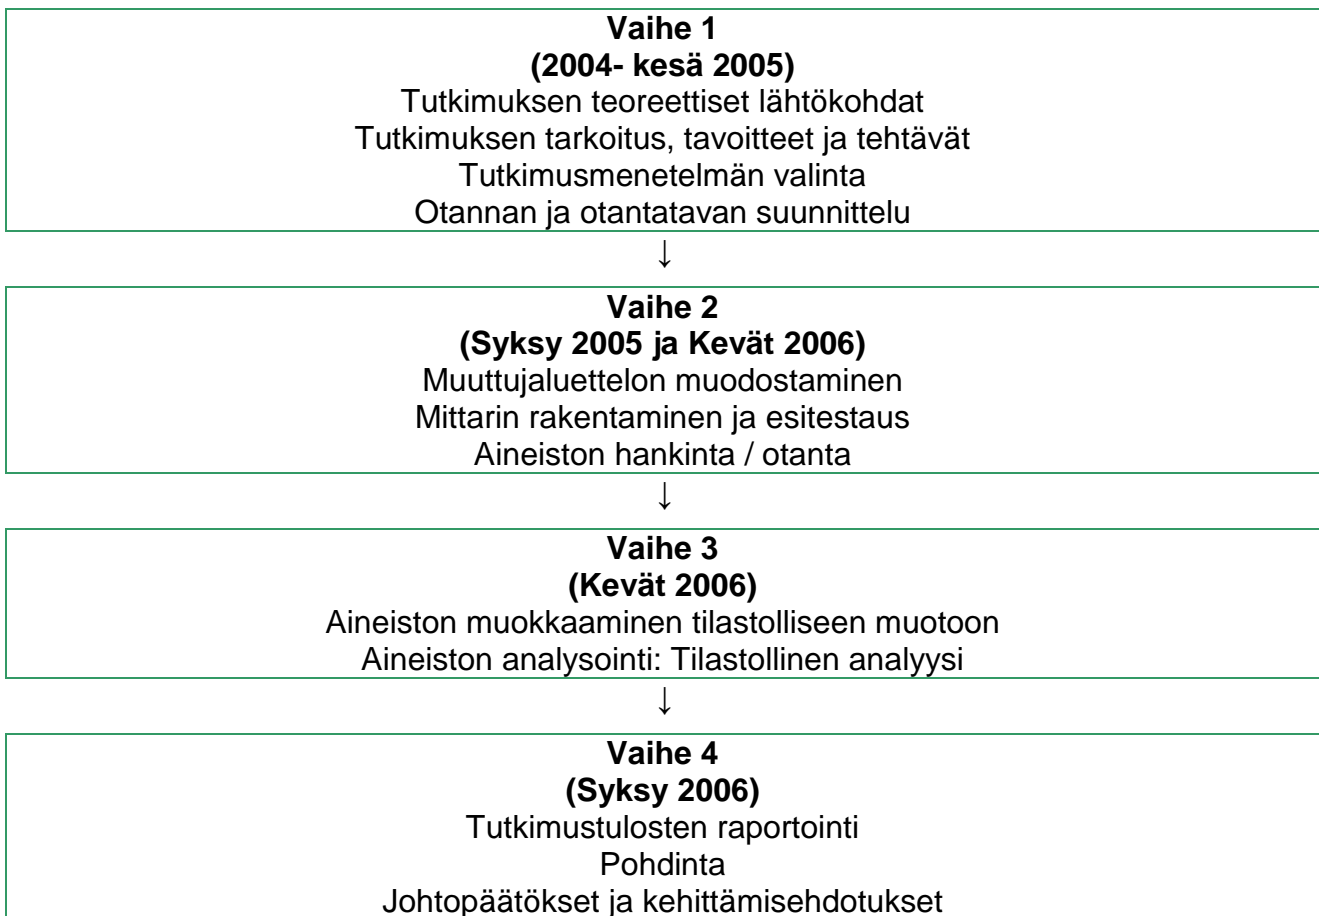 Vaihe 1
(2004- kesä 2005)
Tutkimuksen teoreettiset lähtökohdat
Tutkimuksen tarkoitus, tavoitteet ja tehtävät
Tutkimusmenetelmän valinta
Otannan ja otantatavan suunnittelu
↓
Vaihe 2
(Syksy 2005 ja Kevät 2006)
Muuttujaluettelon muodostaminen
Mittarin rakentaminen ja esitestaus
Aineiston hankinta / otanta
↓
Vaihe 3
(Kevät 2006)
Aineiston muokkaaminen tilastolliseen muotoon
Aineiston analysointi: Tilastollinen analyysi
↓
Vaihe 4
(Syksy 2006)
Tutkimustulosten raportointi
Pohdinta
Johtopäätökset ja kehittämisehdotukset